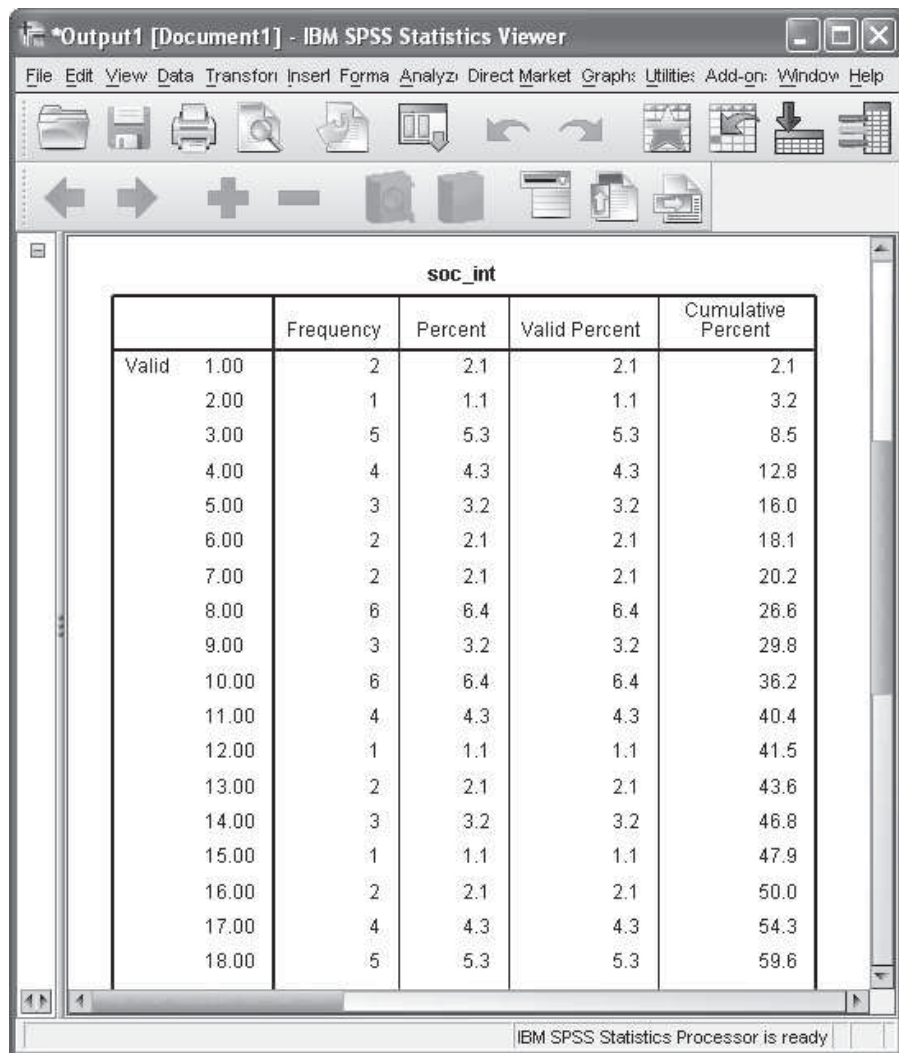 *Output1 [Document1] - IBM SPSS Statistics Viewer
File Edit View Data Transfori Insert Forma Analyzi Direct Market Graph: Utilitie: Add-on: Window Help
soc_int
Frequency Percent Valid Percent Cumulative Percent
Valid 1.00 2 2.1 2.1 2.1
2.00 1 1.1 1.1 3.2
3.00 5 5.3 5.3 8.5
4.00 4 4.3 4.3 12.8
5.00 3 3.2 3.2 16.0
6.00 2 2.1 2.1 18.1
7.00 2 2.1 2.1 20.2
8.00 6 6.4 6.4 26.6
9.00 3 3.2 3.2 29.8
10.00 6 6.4 6.4 36.2
11.00 4 4.3 4.3 40.4
12.00 1 1.1 1.1 41.5
13.00 2 2.1 2.1 43.6
14.00 3 3.2 3.2 46.8
15.00 1 1.1 1.1 47.9
16.00 2 2.1 2.1 50.0
17.00 4 4.3 4.3 54.3
18.00 5 5.3 5.3 59.6
IBM SPSS Statistics Processor is ready